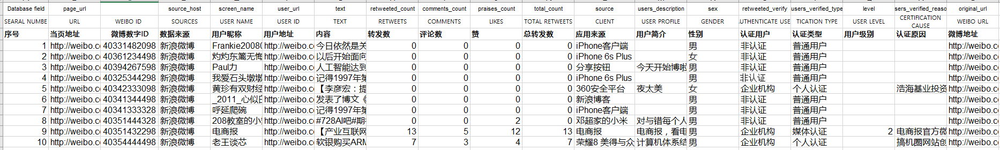 Database field page_url source_host screen_name user_url text retweeted_count comments_count praises_count total_count source users_description sex retweeted_verify users_verified_type level sers_verified_reaso original_url
SEARAL NUMBE URL WEIBO ID SOURCES USER NAME USER ID TEXT RETWEETS COMMENTS LIKES TOTAL RETWEETS CLIENT USER PROFILE GENDER AUTHENTICATE USE TICATION TYPE USER LEVEL CERTIFICATION CAUSE WEIBO URL
序号 当页地址 微博数字ID 数据来源 用户昵称 用户地址 内容 转发数 评论数 赞 总转发数 应用来源 用户简介 性别 认证用户 认证类型 用户级别 认证原因 微博地址
1 http://weibo.c 40331482098 新浪微博 Frankie2008 http://weibo.c 今日依然是关 0 0 0 0 iPhone客户端 男 非认证 普通用户 http://weibo.c
2 http://weibo.c 40361234498 新浪微博 灼灼东篱无悔 http://weibo.c 以后开始面向 0 0 0 0 iPhone 6s Plus 女 非认证 普通用户 http://weibo.c
3 http://weibo.c 40394267598 新浪微博 Paul力 http://weibo.c 人工智能达到 0 0 0 0 分享按钮 今天开始博啦 男 非认证 普通用户 http://weibo.c
4 http://weibo.c 40325344298 新浪微博 我爱石头墩墩 http://weibo.c 记得1997年第 0 0 0 0 iPhone 6s Plus 男 非认证 普通用户 http://weibo.c
5 http://weibo.c 40342333098 新浪微博 黄珍有双财经 http://weibo.c 【李彦宏：提 0 0 0 0 360安全平台 夜太美 女 企业机构 个人认证 浩海基业投资 http://weibo.c
6 http://weibo.c 40341344498 新浪微博 _2011_心似白 http://weibo.c 发表了博文《 0 0 0 0 新浪博客 男 非认证 普通用户 http://weibo.c
7 http://weibo.c 40341333328 新浪微博 呼延爬碗 http://weibo.c 记得1997年第 0 0 0 0 iPhone客户端 男 非认证 普通用户 http://weibo.c
8 http://weibo.c 40351444328 新浪微博 208教室的小 http://weibo.c #728AI吧#期 0 0 2 0 邓超家的小米 对与错每个人 男 非认证 普通用户 http://weibo.c
9 http://weibo.c 40351432298 新浪微博 电商报 http://weibo.c 【产业互联网 13 5 12 13 电商报 电商报，看电 男 企业机构 媒体认证 2 电商报官方微 http://weibo.c
10 http://weibo.c 40354444498 新浪微博 老王谈芯 http://weibo.c 软银购买ARM 7 3 4 7 荣耀8 美得与众 计算机体系结 男 企业机构 个人认证 搞机圈网站创 http://weibo.c